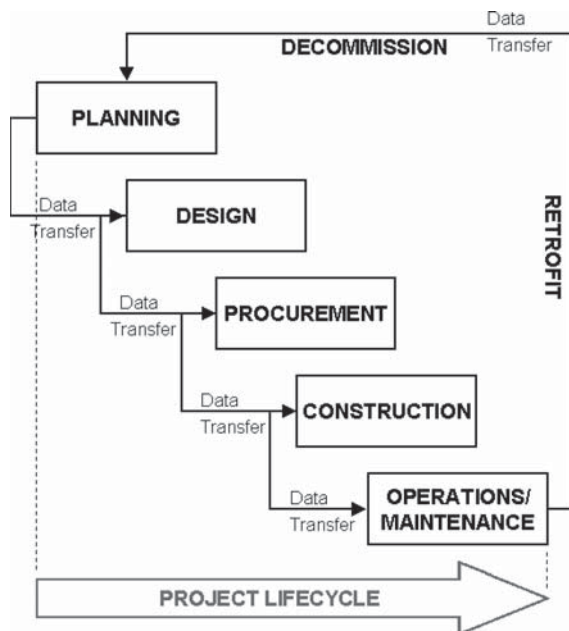 Data
DECOMMISSION
Transfer
PLANNING
Data
Transfer
DESIGN
RETROFIT
Data
Transfer
PROCUREMENT
Data
Transfer
CONSTRUCTION
Data
Transfer
OPERATIONS/
MAINTENANCE
PROJECT LIFECYCLE